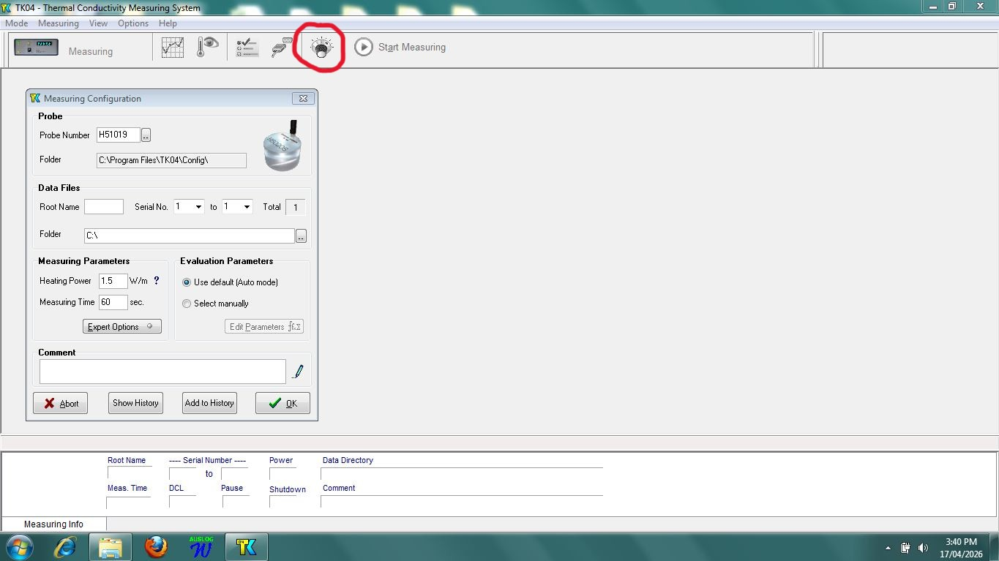 TK04 - Thermal Conductivity Measuring System
Mode Measuring View Options Help
Measuring
Start Measuring
TK Measuring Configuration
Probe
Probe Number H51019 ..
Folder C:\Program Files\TK04\Config\
Data Files
Root Name Serial No. 1 to 1 Total 1
Folder C:\ ..
Measuring Parameters
Heating Power 1.5 W/m ?
Measuring Time 60 sec.
Expert Options
Evaluation Parameters
Use default (Auto mode)
Select manually
Edit Parameters
Comment
Abort Show History Add to History OK
Root Name ---- Serial Number ---- Power Data Directory
to
Meas. Time DCL Pause Shutdown Comment
Measuring Info
AUSLOG
W
04
TK
3:40 PM
17/04/2026